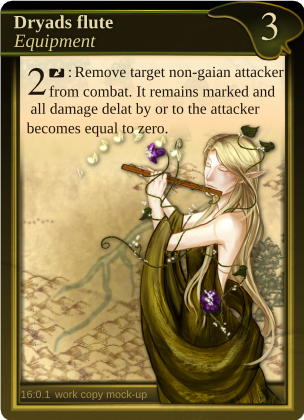 Dryads flute
3
Equipment
2 : Remove target non-gaian attacker
from combat. It remains marked and
all damage delat by or to the attacker
becomes equal to zero.
16:0.1 work copy mock-up